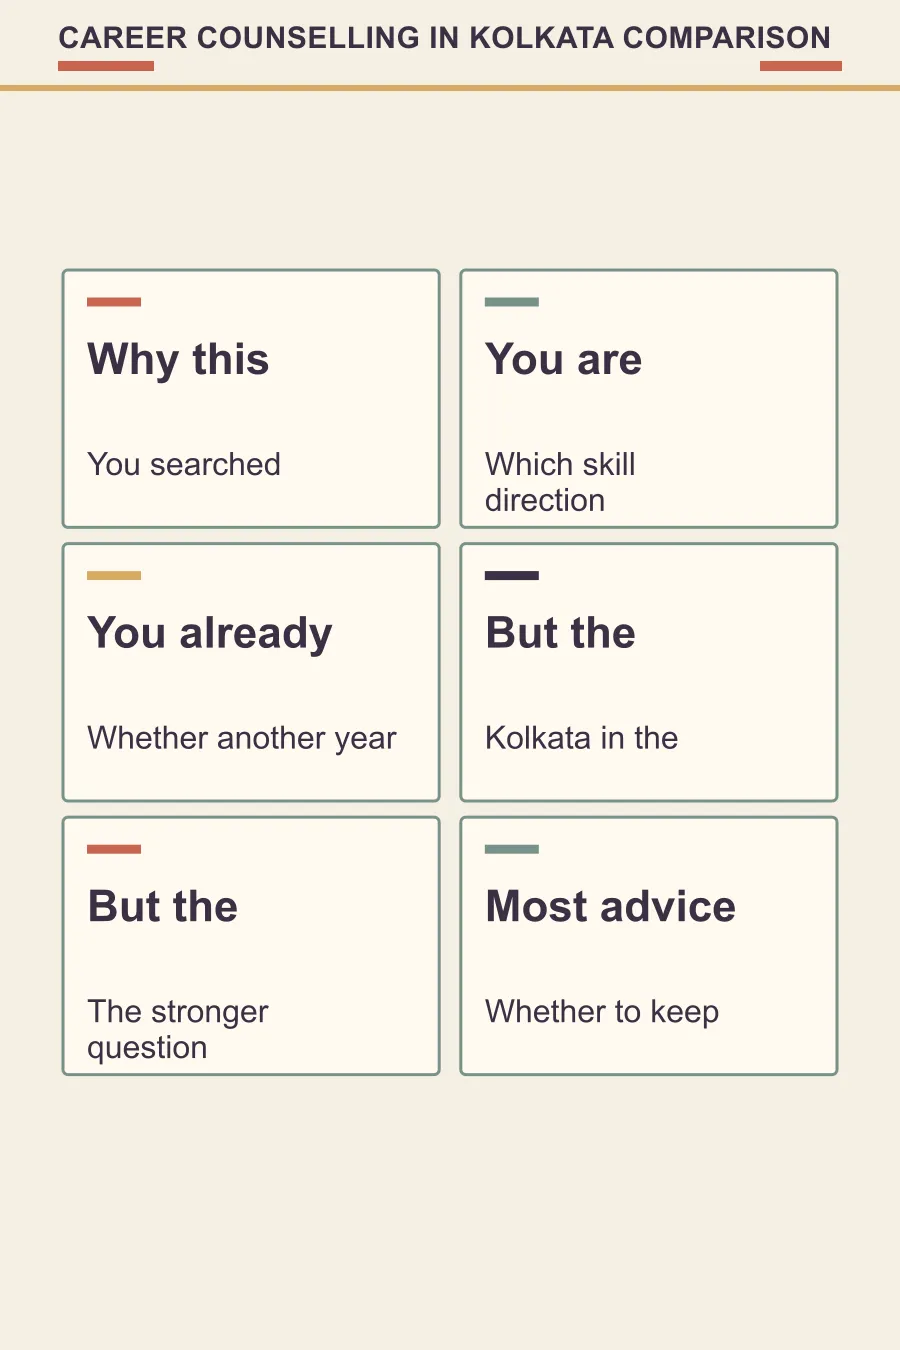 CAREER COUNSELLING IN KOLKATA COMPARISON
Why this
You searched
You are
Which skill
direction
You already
Whether another year
But the
Kolkata in the
But the
The stronger
question
Most advice
Whether to keep